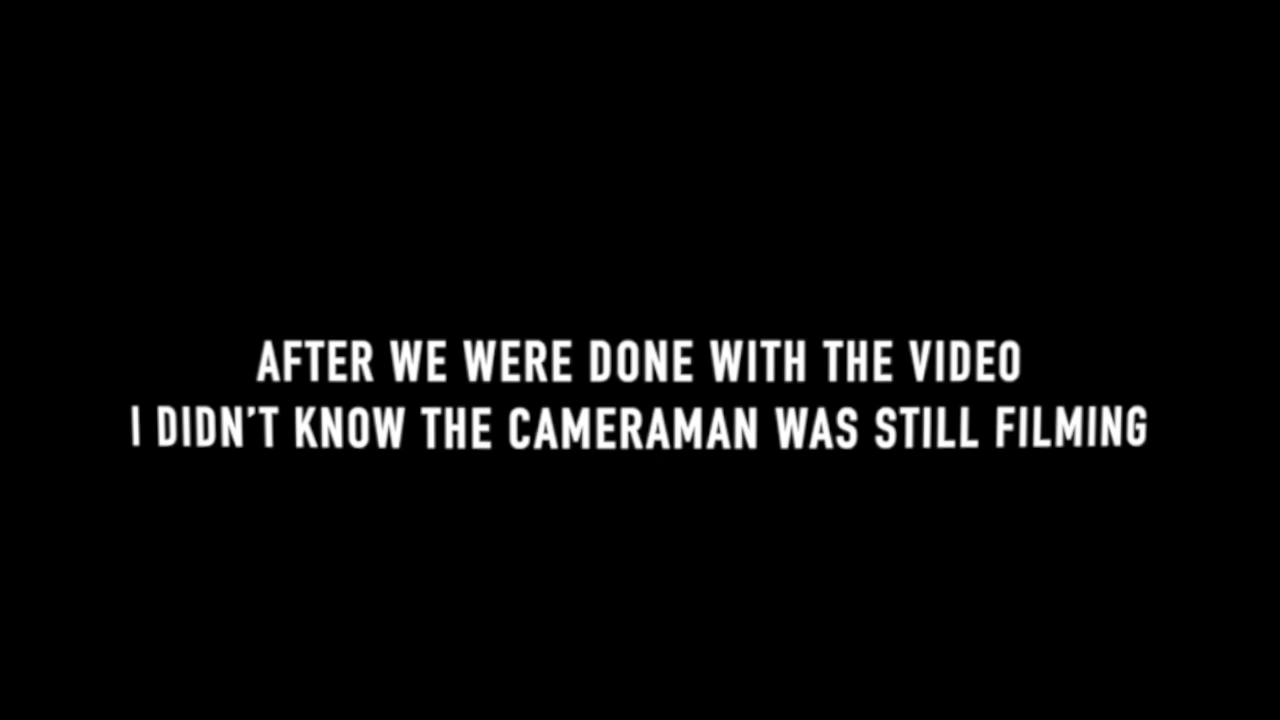 AFTER WE WERE DONE WITH THE VIDEO
I DIDN'T KNOW THE CAMERAMAN WAS STILL FILMING